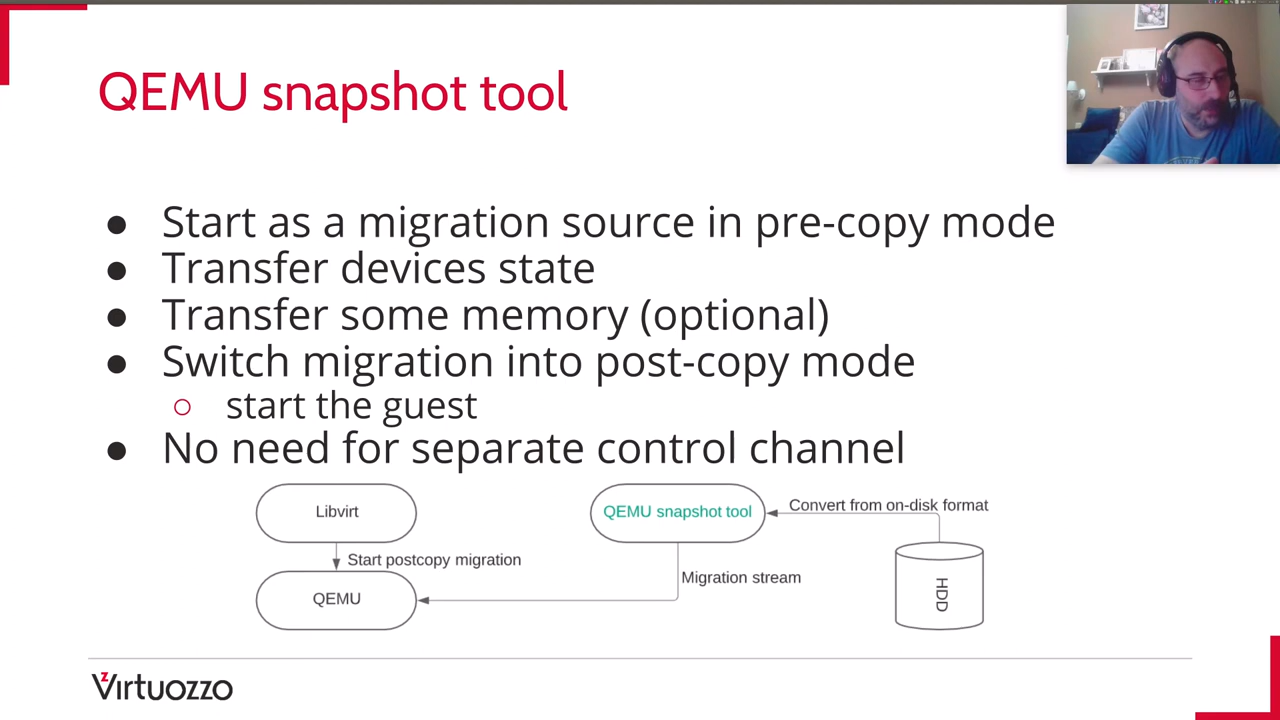 QEMU snapshot tool
● Start as a migration source in pre-copy mode
● Transfer devices state
● Transfer some memory (optional)
● Switch migration into post-copy mode
○ start the guest
● No need for separate control channel
Libvirt
QEMU snapshot tool
Convert from on-disk format
Start postcopy migration
Migration stream
QEMU
HDD
Virtuozzo